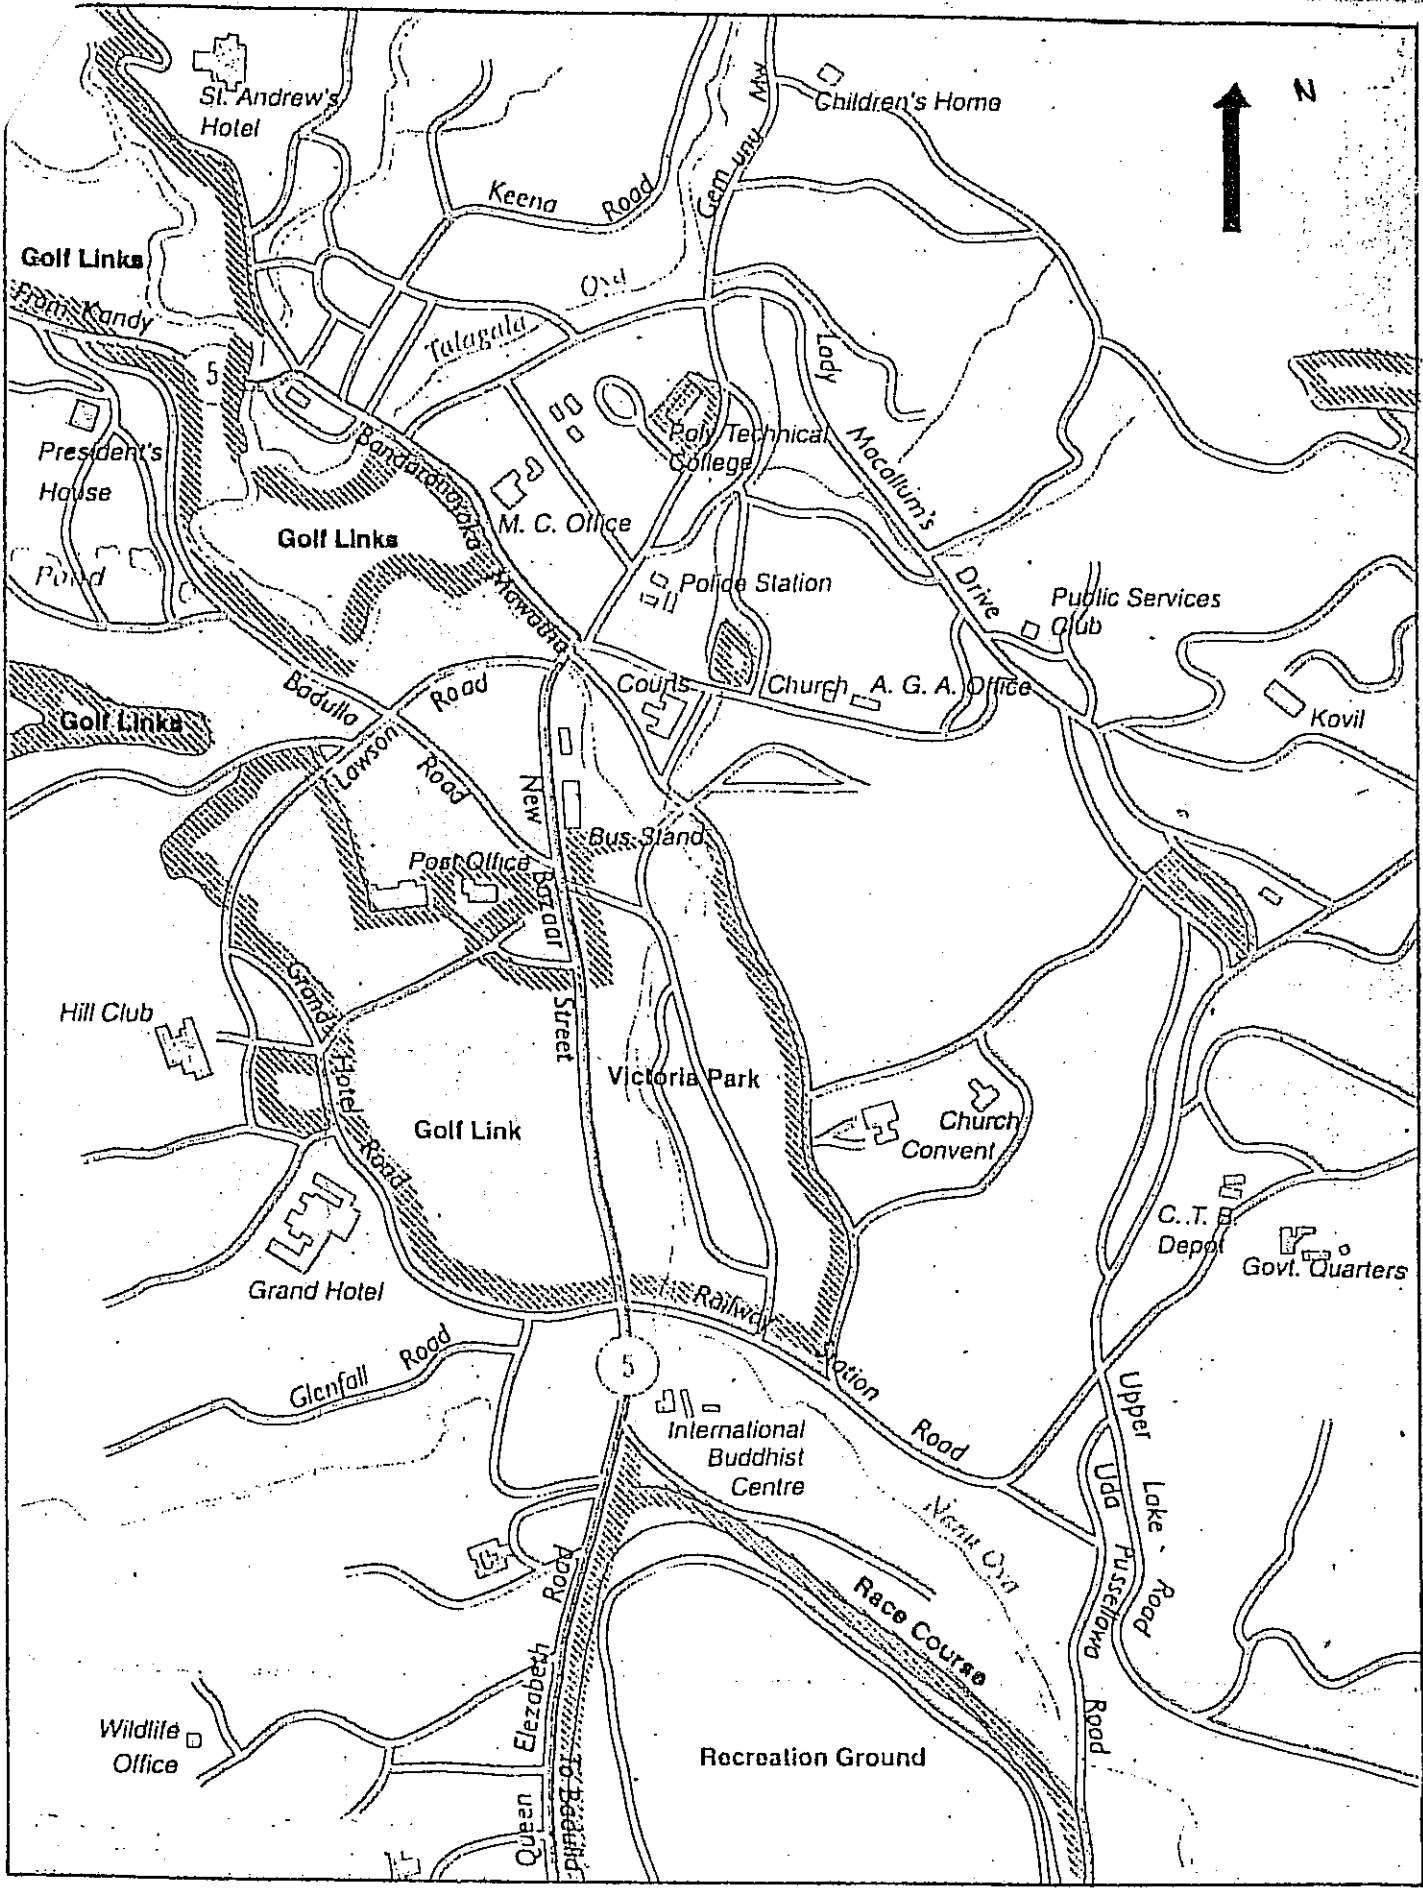 N
St. Andrew's
Hotel
Children's Home
Gemunu Mw
Keena Road
Golf Links
From Kandy
Talagala Oya
5
Lady Macallum's Drive
President's
House
Poly Technical
College
Bandaranayake Mawatha
M. C. Office
Golf Links
Pond
Police Station
Public Services
Club
Badulla Road
Lawson Road
Courts
Church
A. G. A. Office
Kovil
Golf Links
New Bazaar Street
Bus Stand
Post Office
Grand Hotel Road
Hill Club
Victoria Park
Golf Link
Church
Convent
C. T. B.
Depot
Govt. Quarters
Grand Hotel
Railway Station Road
Glenfall Road
5
International
Buddhist
Centre
Upper Lake Road
Uda Pussellawa Road
Nanu Oya
Race Course
Queen Elezabeth Road
To Badulla
Wildlife
Office
Recreation Ground